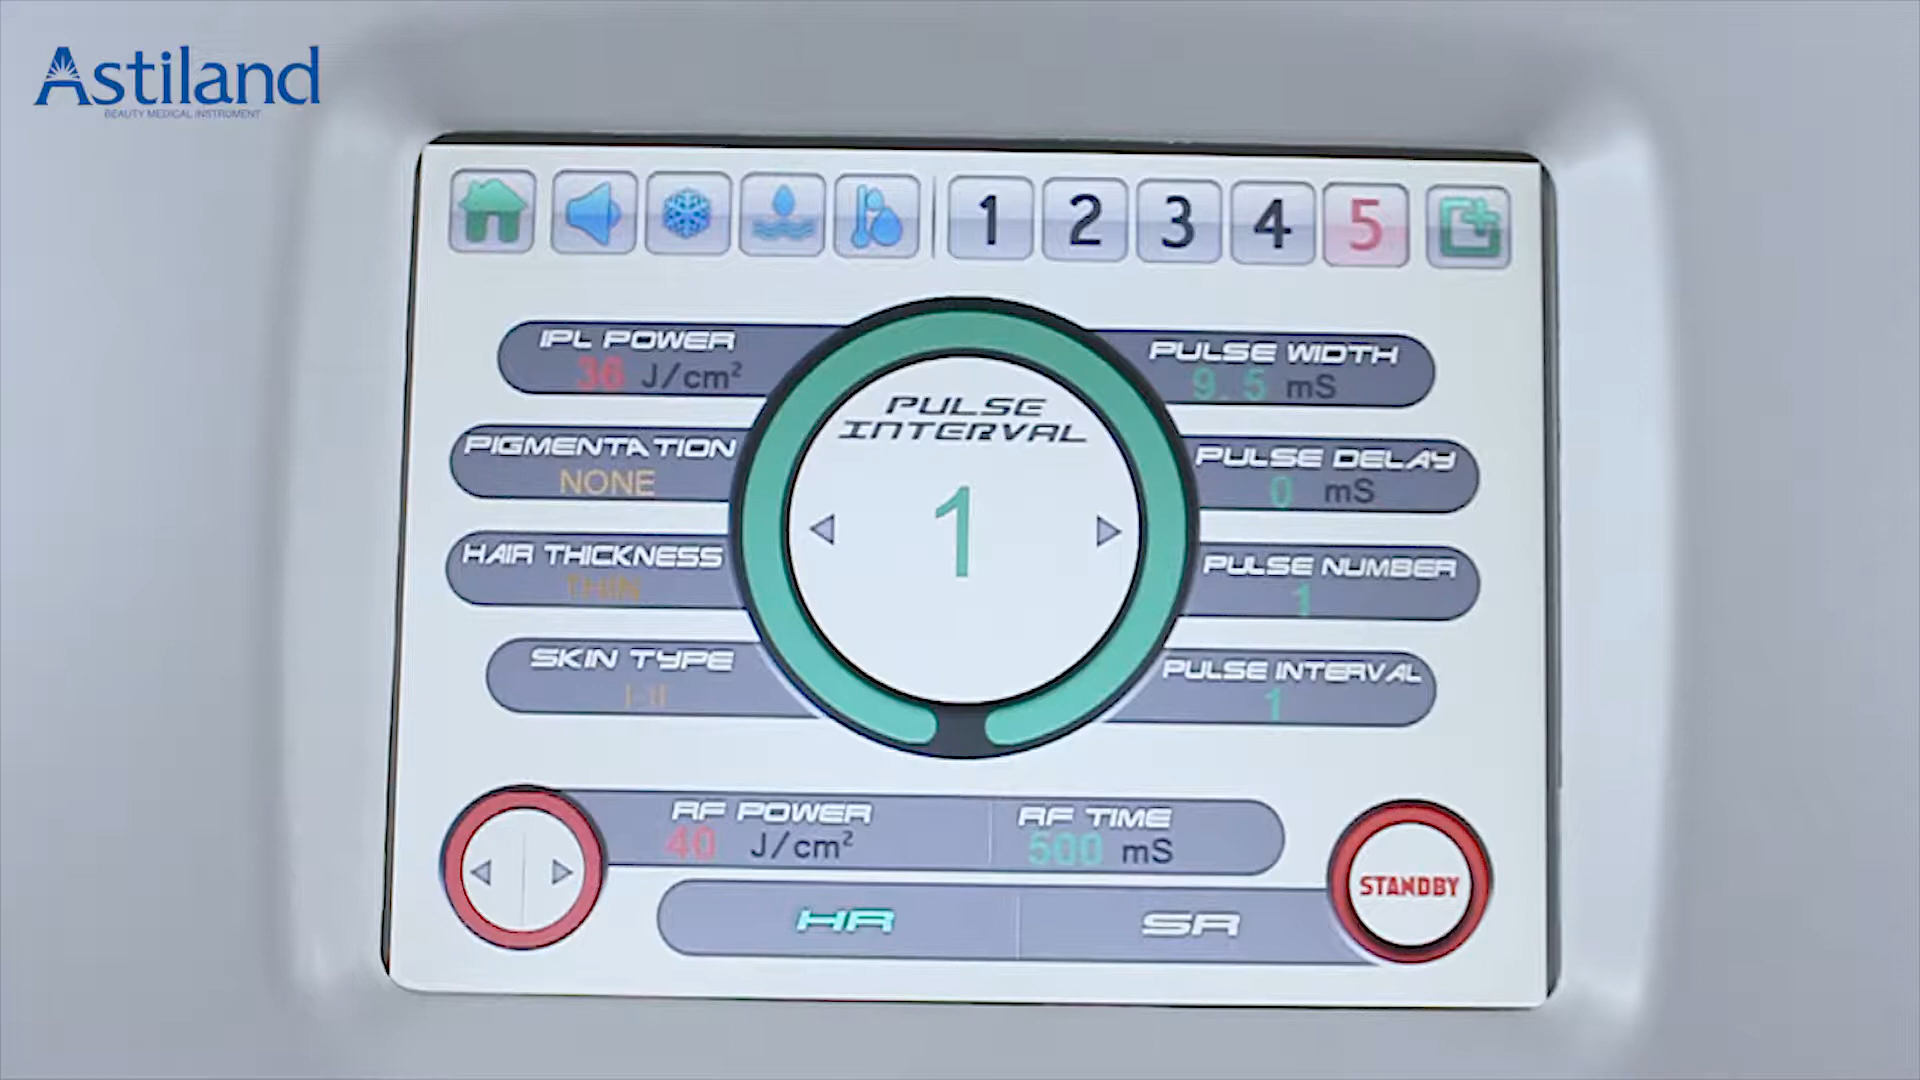 Astiland
BEAUTY MEDICAL INSTRUMENT
1 2 3 4 5
IPL POWER
36 J/cm²
PIGMENTATION
NONE
HAIR THICKNESS
THIN
SKIN TYPE
I-II
PULSE
INTERVAL
1
PULSE WIDTH
9.5 mS
PULSE DELAY
0 mS
PULSE NUMBER
1
PULSE INTERVAL
1
RF POWER
40 J/cm²
RF TIME
500 mS
HR
SR
STANDBY